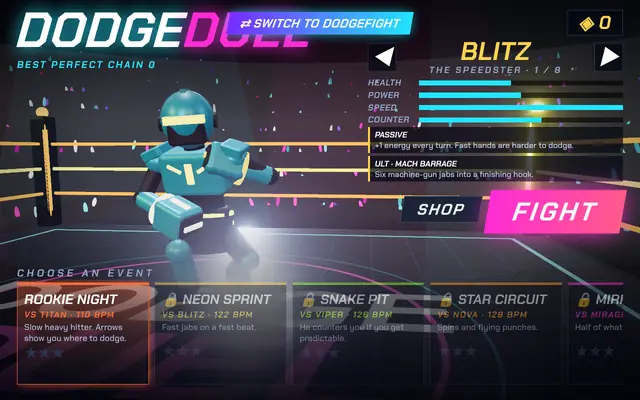 DODGEDUEL
⇄ SWITCH TO DODGEFIGHT
0
BEST PERFECT CHAIN 0
BLITZ
THE SPEEDSTER · 1 / 8
HEALTH
POWER
SPEED
COUNTER
PASSIVE
+1 energy every turn. Fast hands are harder to dodge.
ULT · MACH BARRAGE
Six machine-gun jabs into a finishing hook.
SHOP
FIGHT
CHOOSE AN EVENT
ROOKIE NIGHT
VS TITAN · 110 BPM
Slow heavy hitter. Arrows
show you where to dodge.
NEON SPRINT
VS BLITZ · 122 BPM
Fast jabs on a fast beat.
SNAKE PIT
VS VIPER · 126 BPM
He counters you if you get
predictable.
STAR CIRCUIT
VS NOVA · 128 BPM
Spins and flying punches.
MIRR
VS MIRAG
Half of what